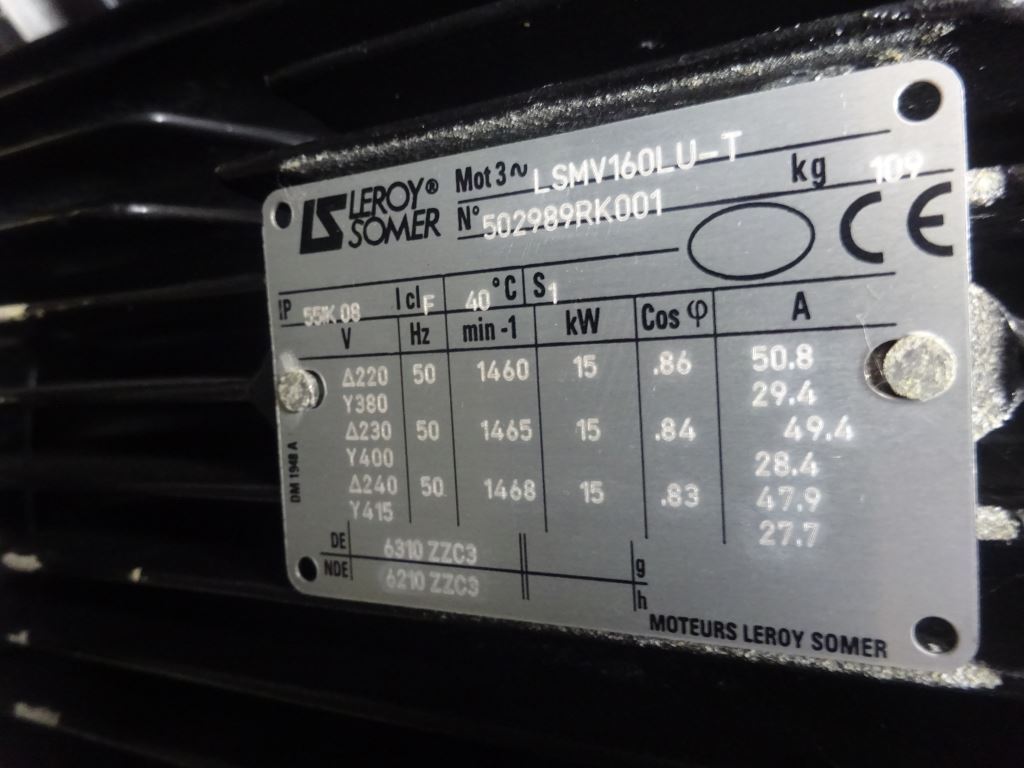 LEROY® SOMER
Mot 3~ LSMV160LU-T
N° 502989RK001 kg 109
CE
IP 55IK 08 I cl F 40 °C S1
V Hz min -1 kW Cos φ A
Δ220 50 1460 15 .86 50.8
Y380 29.4
Δ230 50 1465 15 .84 49.4
Y400 28.4
Δ240 50 1468 15 .83 47.9
Y415 27.7
DM 1948 A
DE 6310 ZZC3 g
NDE 6210 ZZC3 h
MOTEURS LEROY SOMER